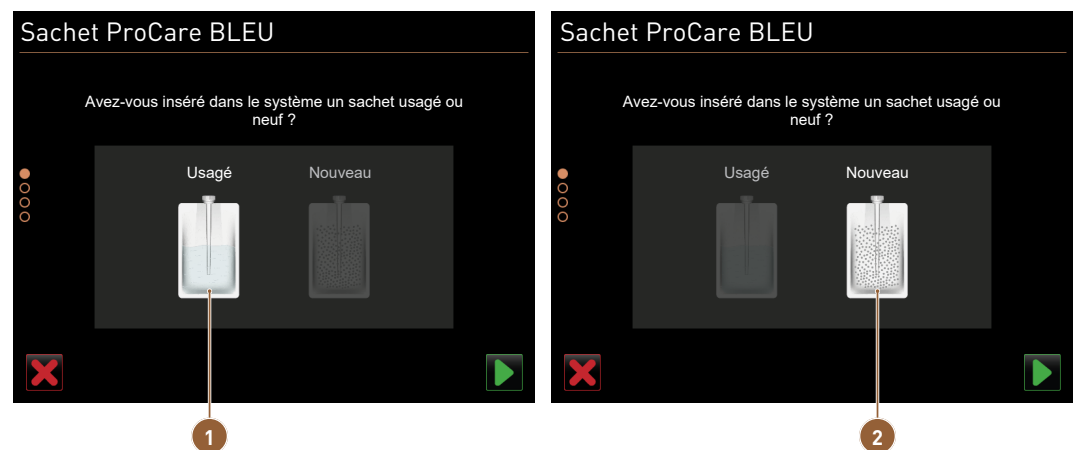 Sachet ProCare BLEU
Avez-vous inséré dans le système un sachet usagé ou
neuf ?
Usagé
Nouveau
1
Sachet ProCare BLEU
Avez-vous inséré dans le système un sachet usagé ou
neuf ?
Usagé
Nouveau
2